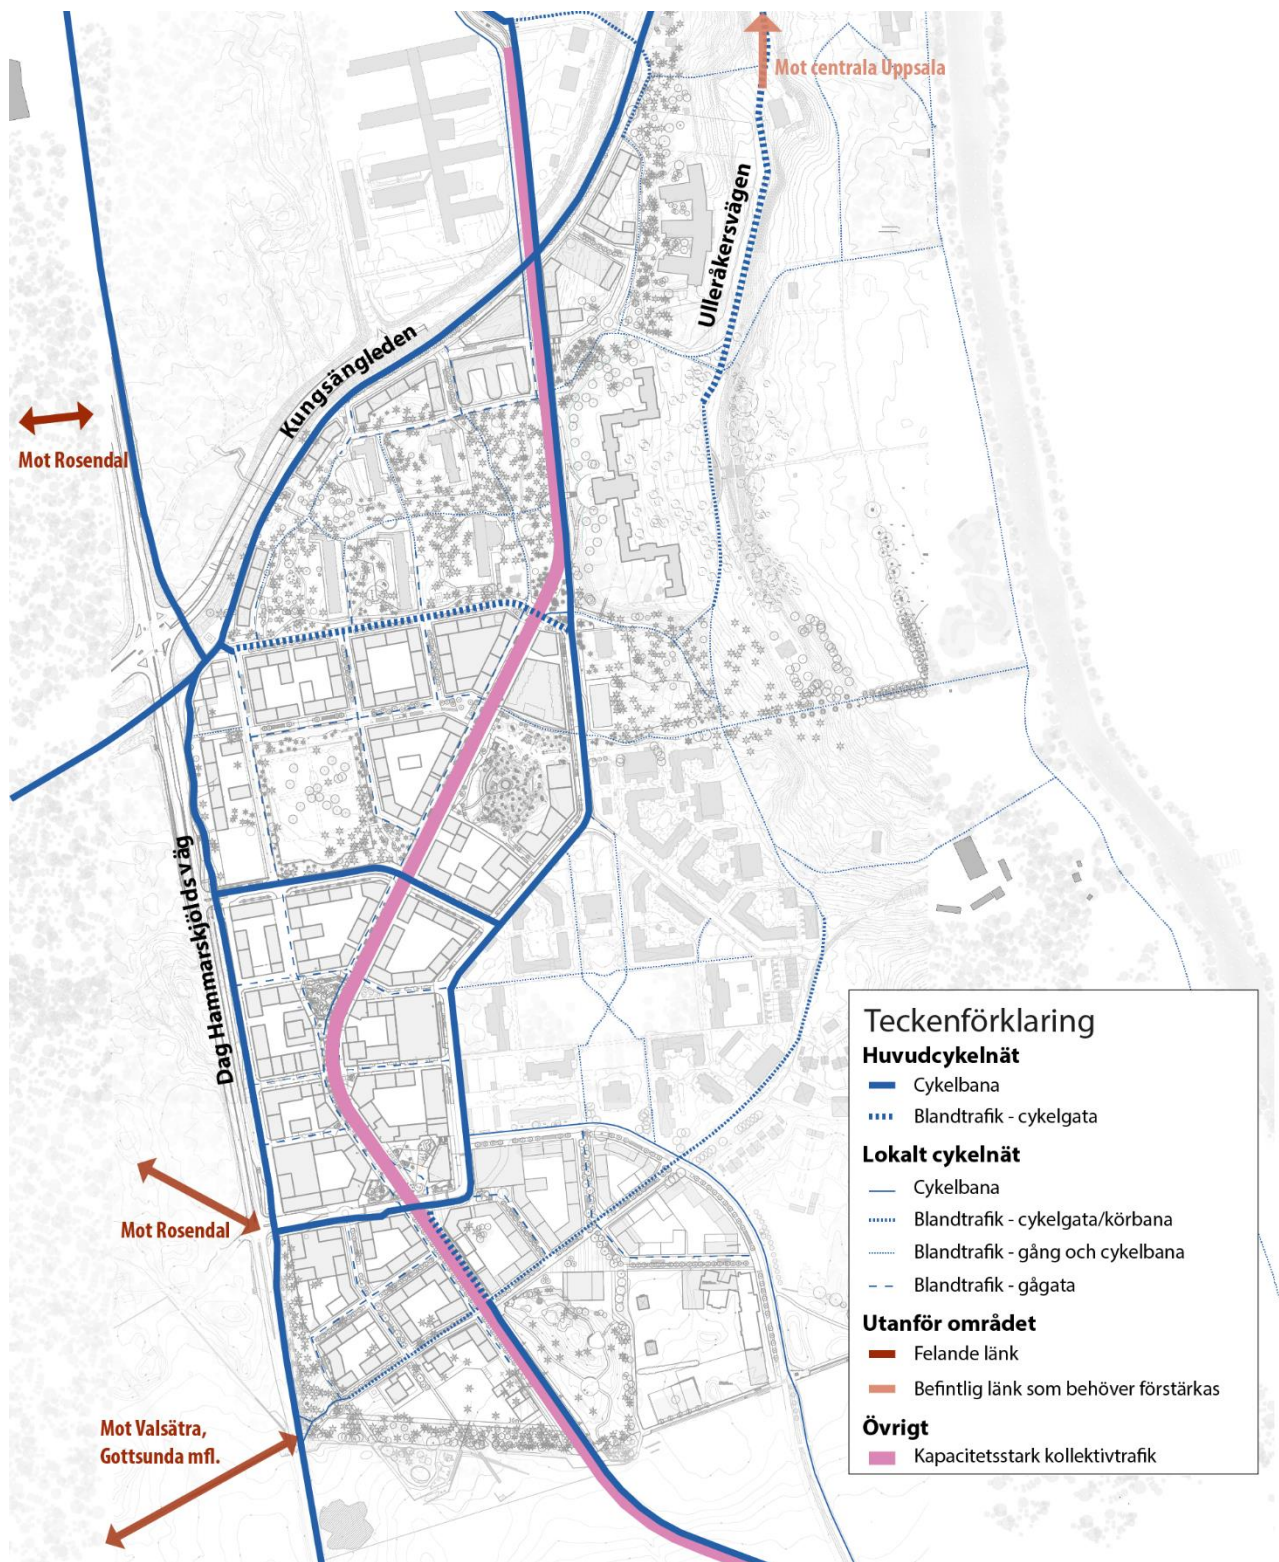 Mot centrala Uppsala
Ulleråkersvägen
Kungsängleden
Mot Rosendal
Dag Hammarskjölds väg
Mot Rosendal
Mot Valsätra,
Gottsunda mfl.
Teckenförklaring
Huvudcykelnät
Cykelbana
Blandtrafik - cykelgata
Lokalt cykelnät
Cykelbana
Blandtrafik - cykelgata/körbana
Blandtrafik - gång och cykelbana
Blandtrafik - gågata
Utanför området
Felande länk
Befintlig länk som behöver förstärkas
Övrigt
Kapacitetsstark kollektivtrafik